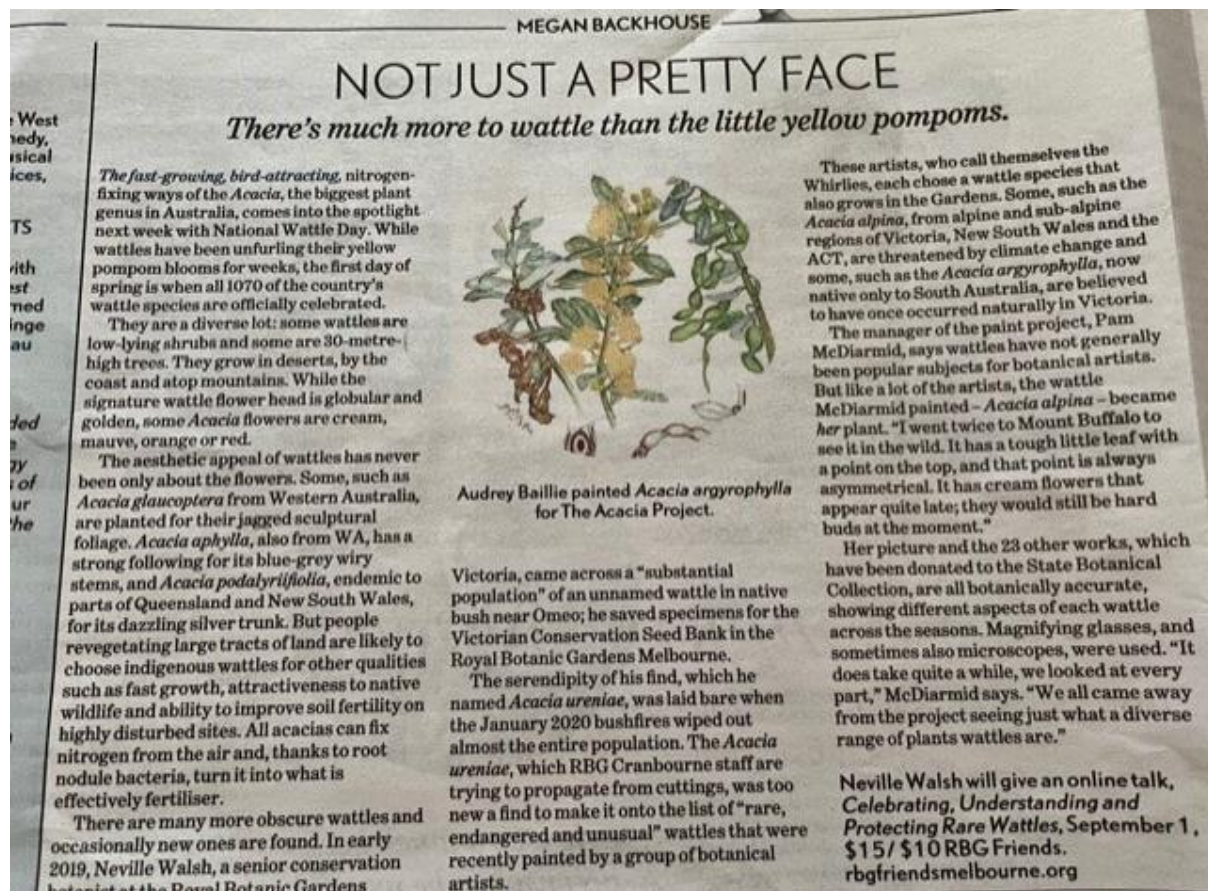 MEGAN BACKHOUSE
NOT JUST A PRETTY FACE
There's much more to wattle than the little yellow pompoms.
West
nedy,
sical
ices,
TS
ith
est
med
inge
au
ded
e
gy
s of
ur
he
The fast-growing, bird-attracting, nitrogen-
fixing ways of the Acacia, the biggest plant
genus in Australia, comes into the spotlight
next week with National Wattle Day. While
wattles have been unfurling their yellow
pompom blooms for weeks, the first day of
spring is when all 1070 of the country's
wattle species are officially celebrated.
They are a diverse lot: some wattles are
low-lying shrubs and some are 30-metre-
high trees. They grow in deserts, by the
coast and atop mountains. While the
signature wattle flower head is globular and
golden, some Acacia flowers are cream,
mauve, orange or red.
The aesthetic appeal of wattles has never
been only about the flowers. Some, such as
Acacia glaucoptera from Western Australia,
are planted for their jagged sculptural
foliage. Acacia aphylla, also from WA, has a
strong following for its blue-grey wiry
stems, and Acacia podalyriifiolia, endemic to
parts of Queensland and New South Wales,
for its dazzling silver trunk. But people
revegetating large tracts of land are likely to
choose indigenous wattles for other qualities
such as fast growth, attractiveness to native
wildlife and ability to improve soil fertility on
highly disturbed sites. All acacias can fix
nitrogen from the air and, thanks to root
nodule bacteria, turn it into what is
effectively fertiliser.
There are many more obscure wattles and
occasionally new ones are found. In early
2019, Neville Walsh, a senior conservation
botanist at the Royal Botanic Gardens
Audrey Baillie painted Acacia argyrophylla
for The Acacia Project.
Victoria, came across a "substantial
population" of an unnamed wattle in native
bush near Omeo; he saved specimens for the
Victorian Conservation Seed Bank in the
Royal Botanic Gardens Melbourne.
The serendipity of his find, which he
named Acacia ureniae, was laid bare when
the January 2020 bushfires wiped out
almost the entire population. The Acacia
ureniae, which RBG Cranbourne staff are
trying to propagate from cuttings, was too
new a find to make it onto the list of "rare,
endangered and unusual" wattles that were
recently painted by a group of botanical
artists.
These artists, who call themselves the
Whirlies, each chose a wattle species that
also grows in the Gardens. Some, such as the
Acacia alpina, from alpine and sub-alpine
regions of Victoria, New South Wales and the
ACT, are threatened by climate change and
some, such as the Acacia argyrophylla, now
native only to South Australia, are believed
to have once occurred naturally in Victoria.
The manager of the paint project, Pam
McDiarmid, says wattles have not generally
been popular subjects for botanical artists.
But like a lot of the artists, the wattle
McDiarmid painted – Acacia alpina – became
her plant. "I went twice to Mount Buffalo to
see it in the wild. It has a tough little leaf with
a point on the top, and that point is always
asymmetrical. It has cream flowers that
appear quite late; they would still be hard
buds at the moment."
Her picture and the 23 other works, which
have been donated to the State Botanical
Collection, are all botanically accurate,
showing different aspects of each wattle
across the seasons. Magnifying glasses, and
sometimes also microscopes, were used. "It
does take quite a while, we looked at every
part," McDiarmid says. "We all came away
from the project seeing just what a diverse
range of plants wattles are."
Neville Walsh will give an online talk,
Celebrating, Understanding and
Protecting Rare Wattles, September 1,
$15/ $10 RBG Friends.
rbgfriendsmelbourne.org